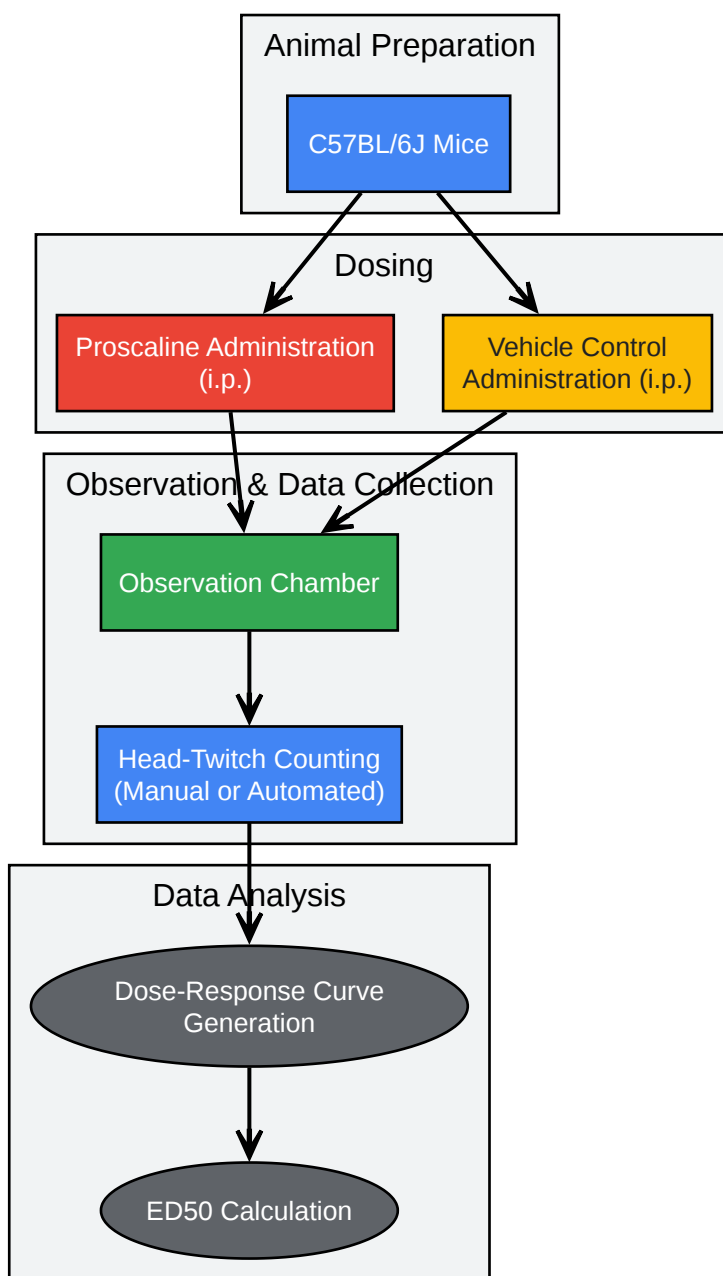 Animal Preparation
C57BL/6J Mice
Dosing
Proscaline Administration
(i.p.)
Vehicle Control
Administration (i.p.)
Observation & Data Collection
Observation Chamber
Head-Twitch Counting
(Manual or Automated)
Data Analysis
Dose-Response Curve
Generation
ED50 Calculation